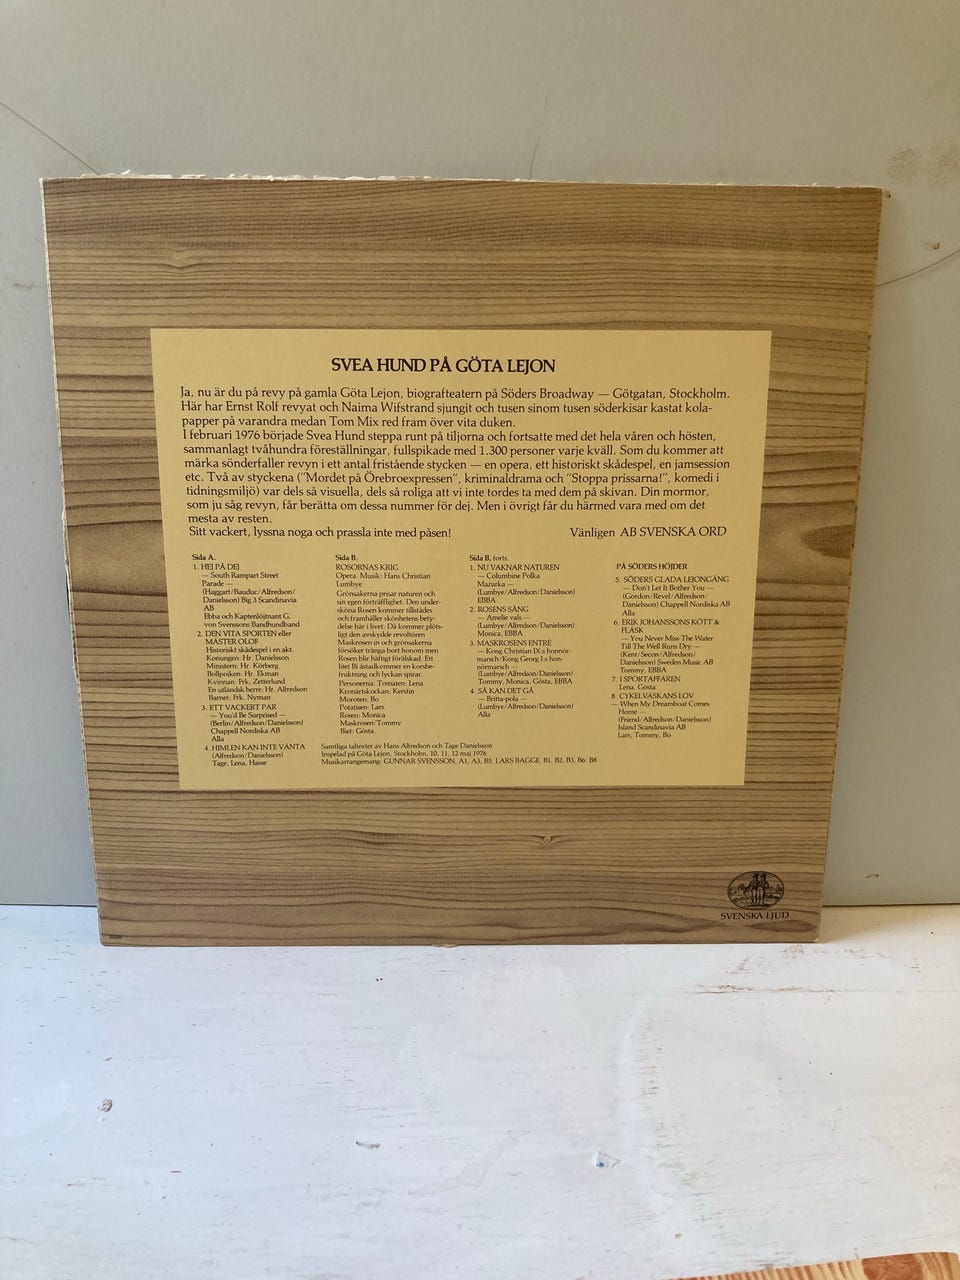 SVEA HUND PÅ GÖTA LEJON
Ja, nu är du på revy på gamla Göta Lejon, biografteatern på Söders Broadway — Götgatan, Stockholm.
Här har Ernst Rolf revyat och Naima Wifstrand sjungit och tusen sinom tusen söderkisar kastat kola-
papper på varandra medan Tom Mix red fram över vita duken.
I februari 1976 började Svea Hund steppa runt på tiljorna och fortsatte med det hela våren och hösten,
sammanlagt tvåhundra föreställningar, fullspikade med 1.300 personer varje kväll. Som du kommer att
märka sönderfaller revyn i ett antal fristående stycken — en opera, ett historiskt skådespel, en jamsession
etc. Två av styckena ("Mordet på Örebroexpressen", kriminaldrama och "Stoppa prissarna!", komedi i
tidningsmiljö) var dels så visuella, dels så roliga att vi inte tordes ta med dem på skivan. Din mormor,
som ju såg revyn, får berätta om dessa nummer för dej. Men i övrigt får du härmed vara med om det
mesta av resten.
Sitt vackert, lyssna noga och prassla inte med påsen!
Vänligen AB SVENSKA ORD
Sida A.
1. HEJ PÅ DEJ
— South Rampart Street
Parade —
(Haggart/Bauduc/Alfredson/
Danielsson) Big 3 Scandinavia
AB
Ebba och Kaptenlöjtnant G.
von Svenssons Bandhundband
2. DEN VITA SPORTEN eller
MÄSTER OLOF
Historiskt skådespel i en akt.
Konungen: Hr. Danielsson
Ministern: Hr. Körberg
Bollpojken: Hr. Ekman
Kvinnan: Frk. Zetterlund
En utländsk herre: Hr. Alfredson
Barnet: Frk. Nyman
3. ETT VACKERT PAR
— You'd Be Surprised —
(Berlin/Alfredson/Danielsson)
Chappell Nordiska AB
Alla
4. HIMLEN KAN INTE VÄNTA
(Alfredson/Danielsson)
Tage, Lena, Hasse
Sida B.
ROSORNAS KRIG
Opera. Musik: Hans Christian
Lumbye
Grönsakerna prisar naturen och
sin egen förträfflighet. Den under-
sköna Rosen kommer tillstädes
och framhåller skönhetens bety-
delse här i livet. Då kommer plöts-
ligt den avskydde revoltören
Maskrosen in och grönsakerna
försöker tränga bort honom men
Rosen blir häftigt förälskad. Ett
litet Bi åstadkommer en korsbe-
fruktning och lyckan spirar.
Personerna: Tomaten: Lena
Kronärtskockan: Kerstin
Moroten: Bo
Potatisen: Lars
Rosen: Monica
Maskrosen: Tommy
Biet: Gösta.
Sida B, forts.
1. NU VAKNAR NATUREN
— Columbine Polka
Mazurka —
(Lumbye/Alfredson/Danielsson)
EBBA
2. ROSENS SÅNG
— Amelie vals —
(Lumbye/Alfredson/Danielsson)
Monica, EBBA
3. MASKROSENS ENTRÉ
— Kong Christian IX:s honnör-
marsch/Kong Georg I:s hon-
nörmarsch —
(Lumbye/Alfredson/Danielsson)
Tommy, Monica, Gösta, EBBA
4. SÅ KAN DET GÅ
— Britta-pola —
(Lumbye/Alfredson/Danielsson)
Alla
PÅ SÖDERS HÖJDER
5. SÖDERS GLADA LEJONGÄNG
— Don't Let It Bother You —
(Gordon/Revel/Alfredson/
Danielsson) Chappell Nordiska AB
Alla
6. ERIK JOHANSSONS KÖTT &
FLÄSK
— You Never Miss The Water
Till The Well Runs Dry —
(Kent/Secon/Alfredson/
Danielsson) Sweden Music AB
Tommy, EBBA
7. I SPORTAFFÄREN
Lena, Gösta
8. CYKELVÄSKANS LOV
— When My Dreamboat Comes
Home —
(Friend/Alfredson/Danielsson)
Island Scandinavia AB
Lars, Tommy, Bo
Samtliga taltexter av Hans Alfredson och Tage Danielsson
Inspelad på Göta Lejon, Stockholm, 10, 11, 12 maj 1976
Musikarrangemang: GUNNAR SVENSSON, A1, A3, B5, LARS BAGGE, B1, B2, B3, B6, B8
SVENSKA LJUD